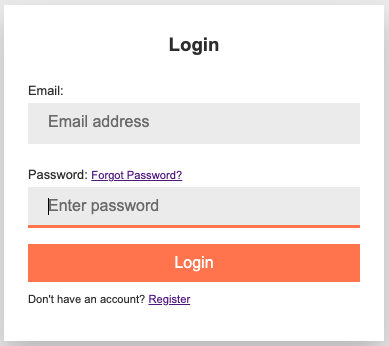 Login
Email:
Email address
Password: Forgot Password?
Enter password
Login
Don't have an account? Register